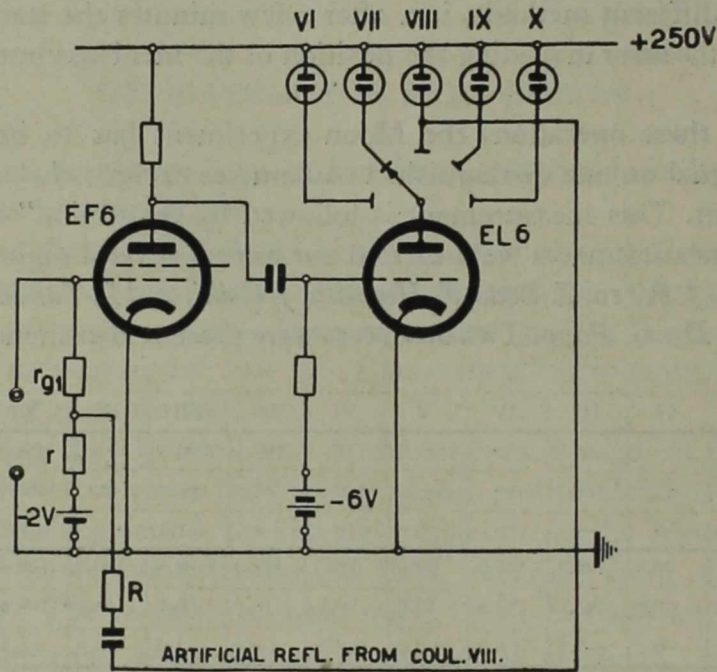 VI VII VIII IX X
+250V
EF6
EL6
rg1
r
-2V
-6V
R
ARTIFICIAL REFL. FROM COUL.VIII.